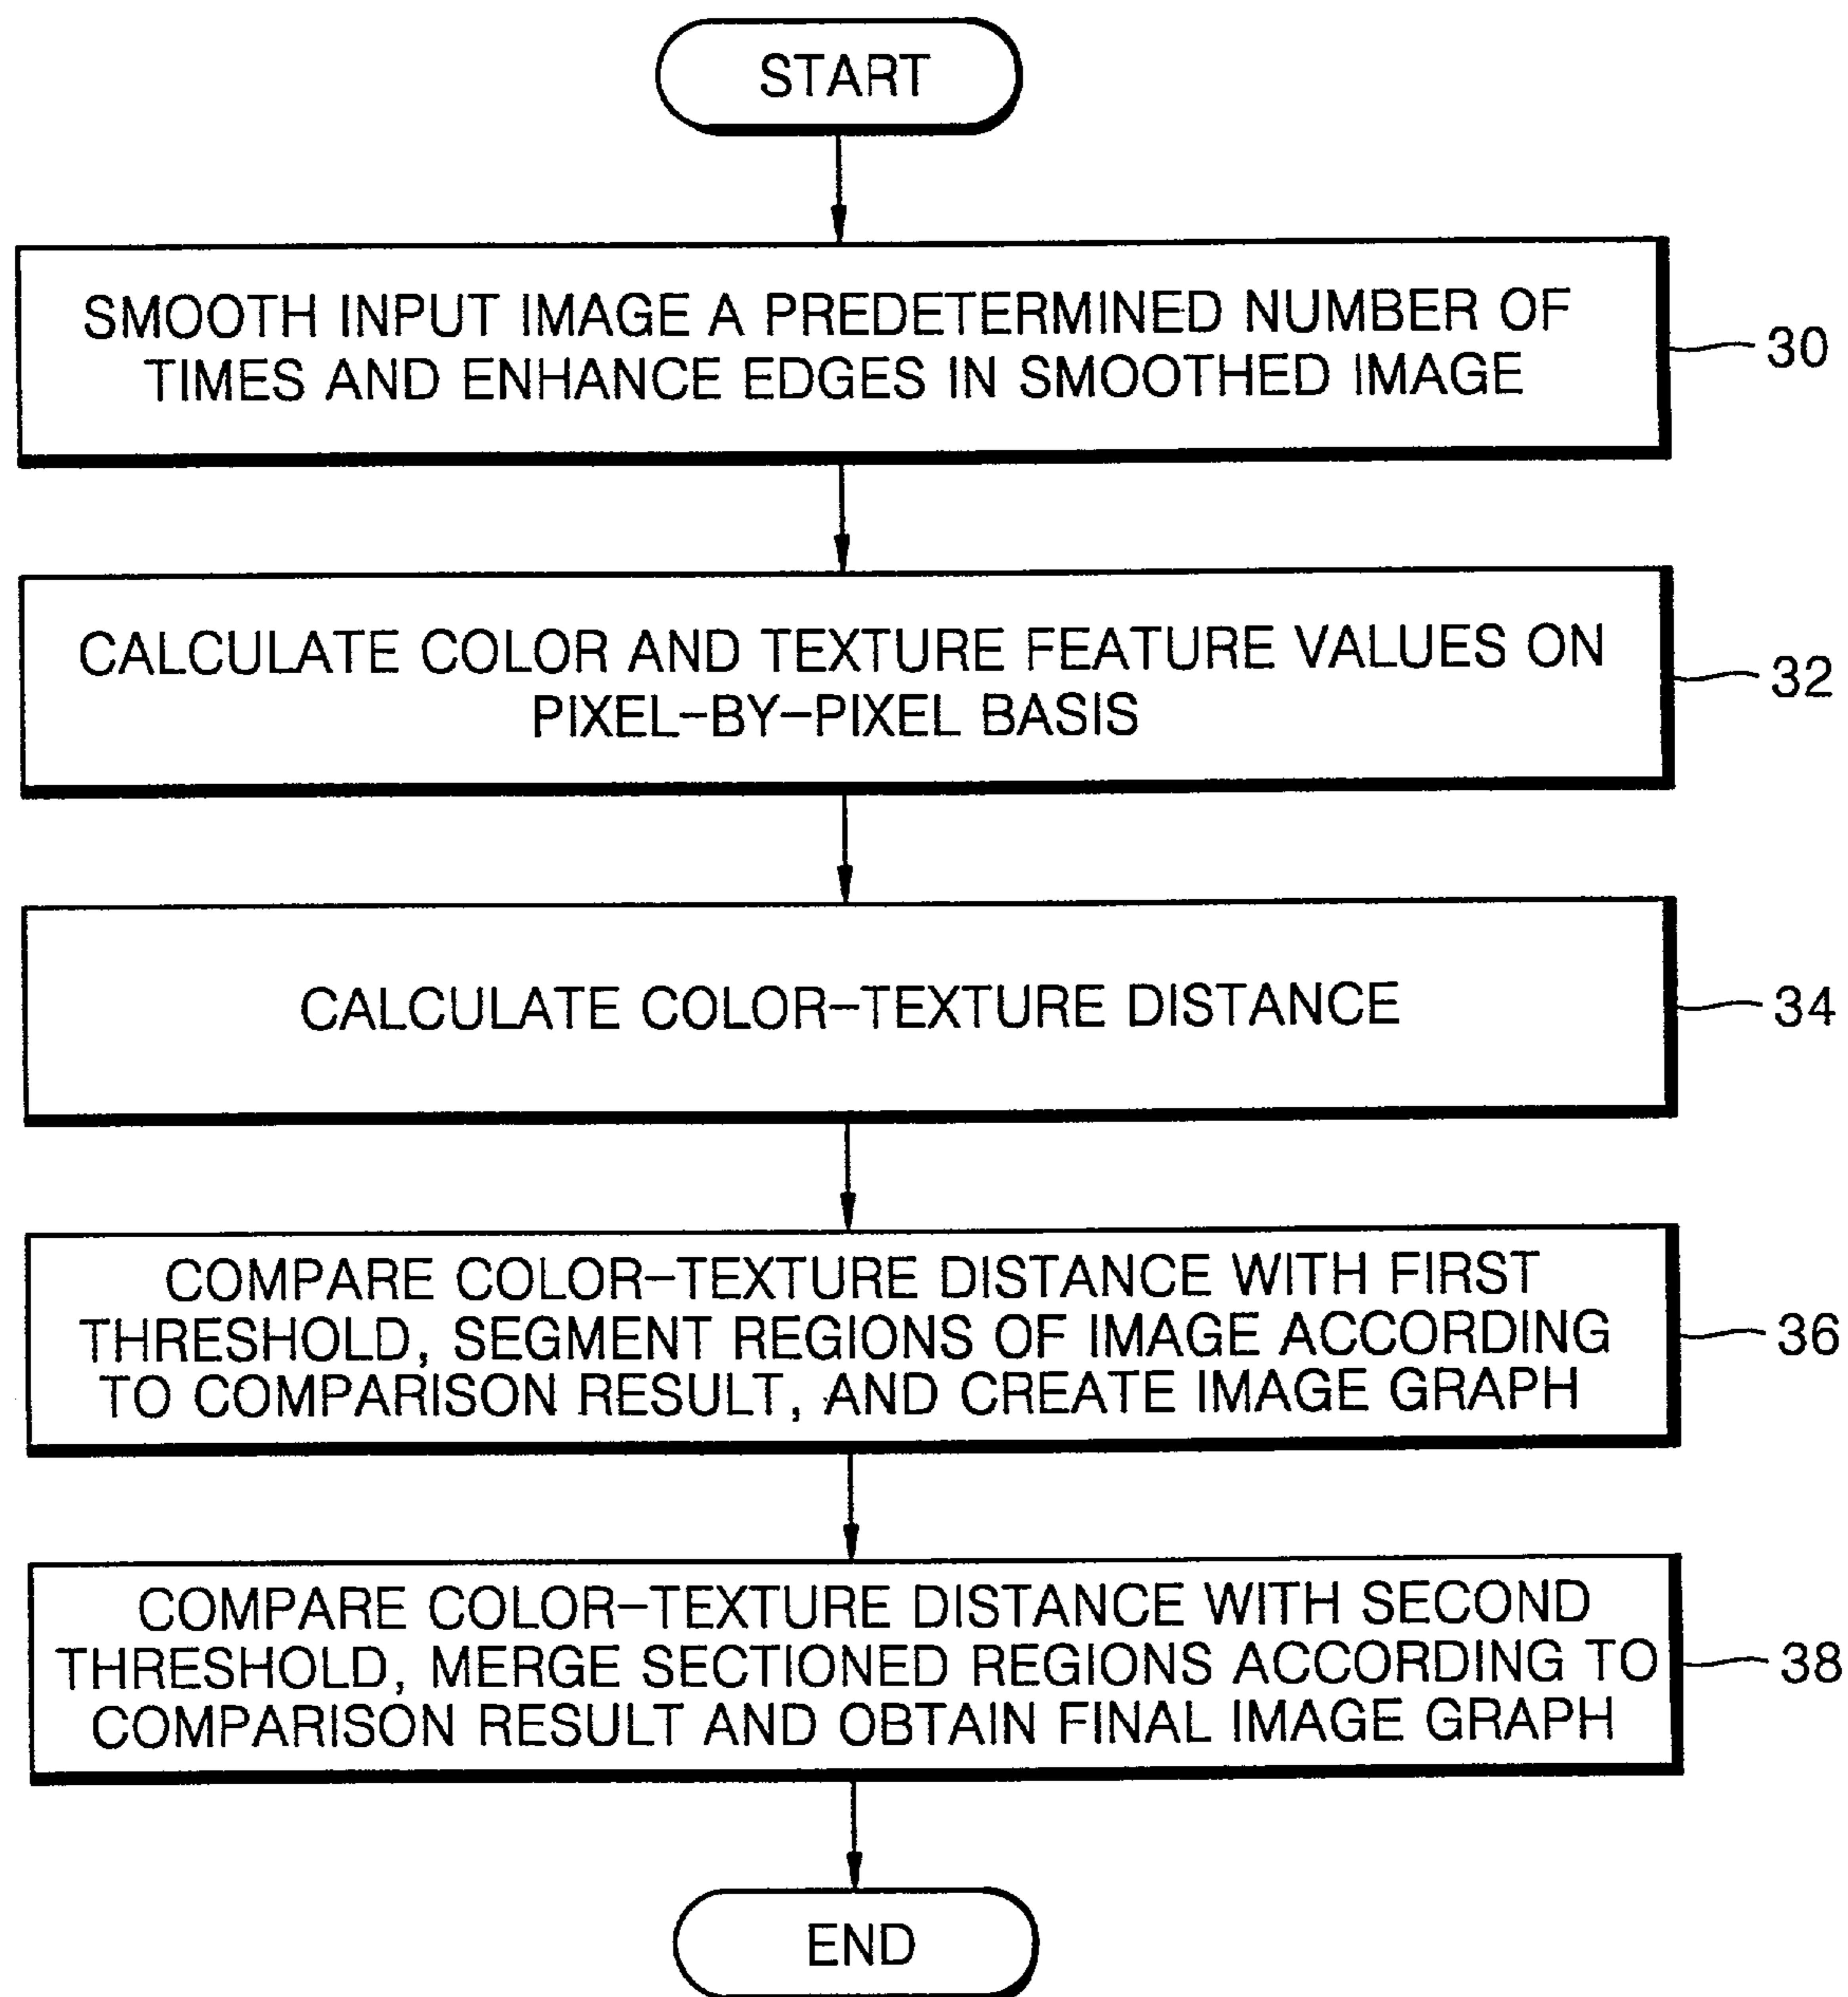 START
SMOOTH INPUT IMAGE A PREDETERMINED NUMBER OF
TIMES AND ENHANCE EDGES IN SMOOTHED IMAGE
30
CALCULATE COLOR AND TEXTURE FEATURE VALUES ON
PIXEL-BY-PIXEL BASIS
32
CALCULATE COLOR-TEXTURE DISTANCE
34
COMPARE COLOR-TEXTURE DISTANCE WITH FIRST
THRESHOLD, SEGMENT REGIONS OF IMAGE ACCORDING
TO COMPARISON RESULT, AND CREATE IMAGE GRAPH
36
COMPARE COLOR-TEXTURE DISTANCE WITH SECOND
THRESHOLD, MERGE SECTIONED REGIONS ACCORDING TO
COMPARISON RESULT AND OBTAIN FINAL IMAGE GRAPH
38
END